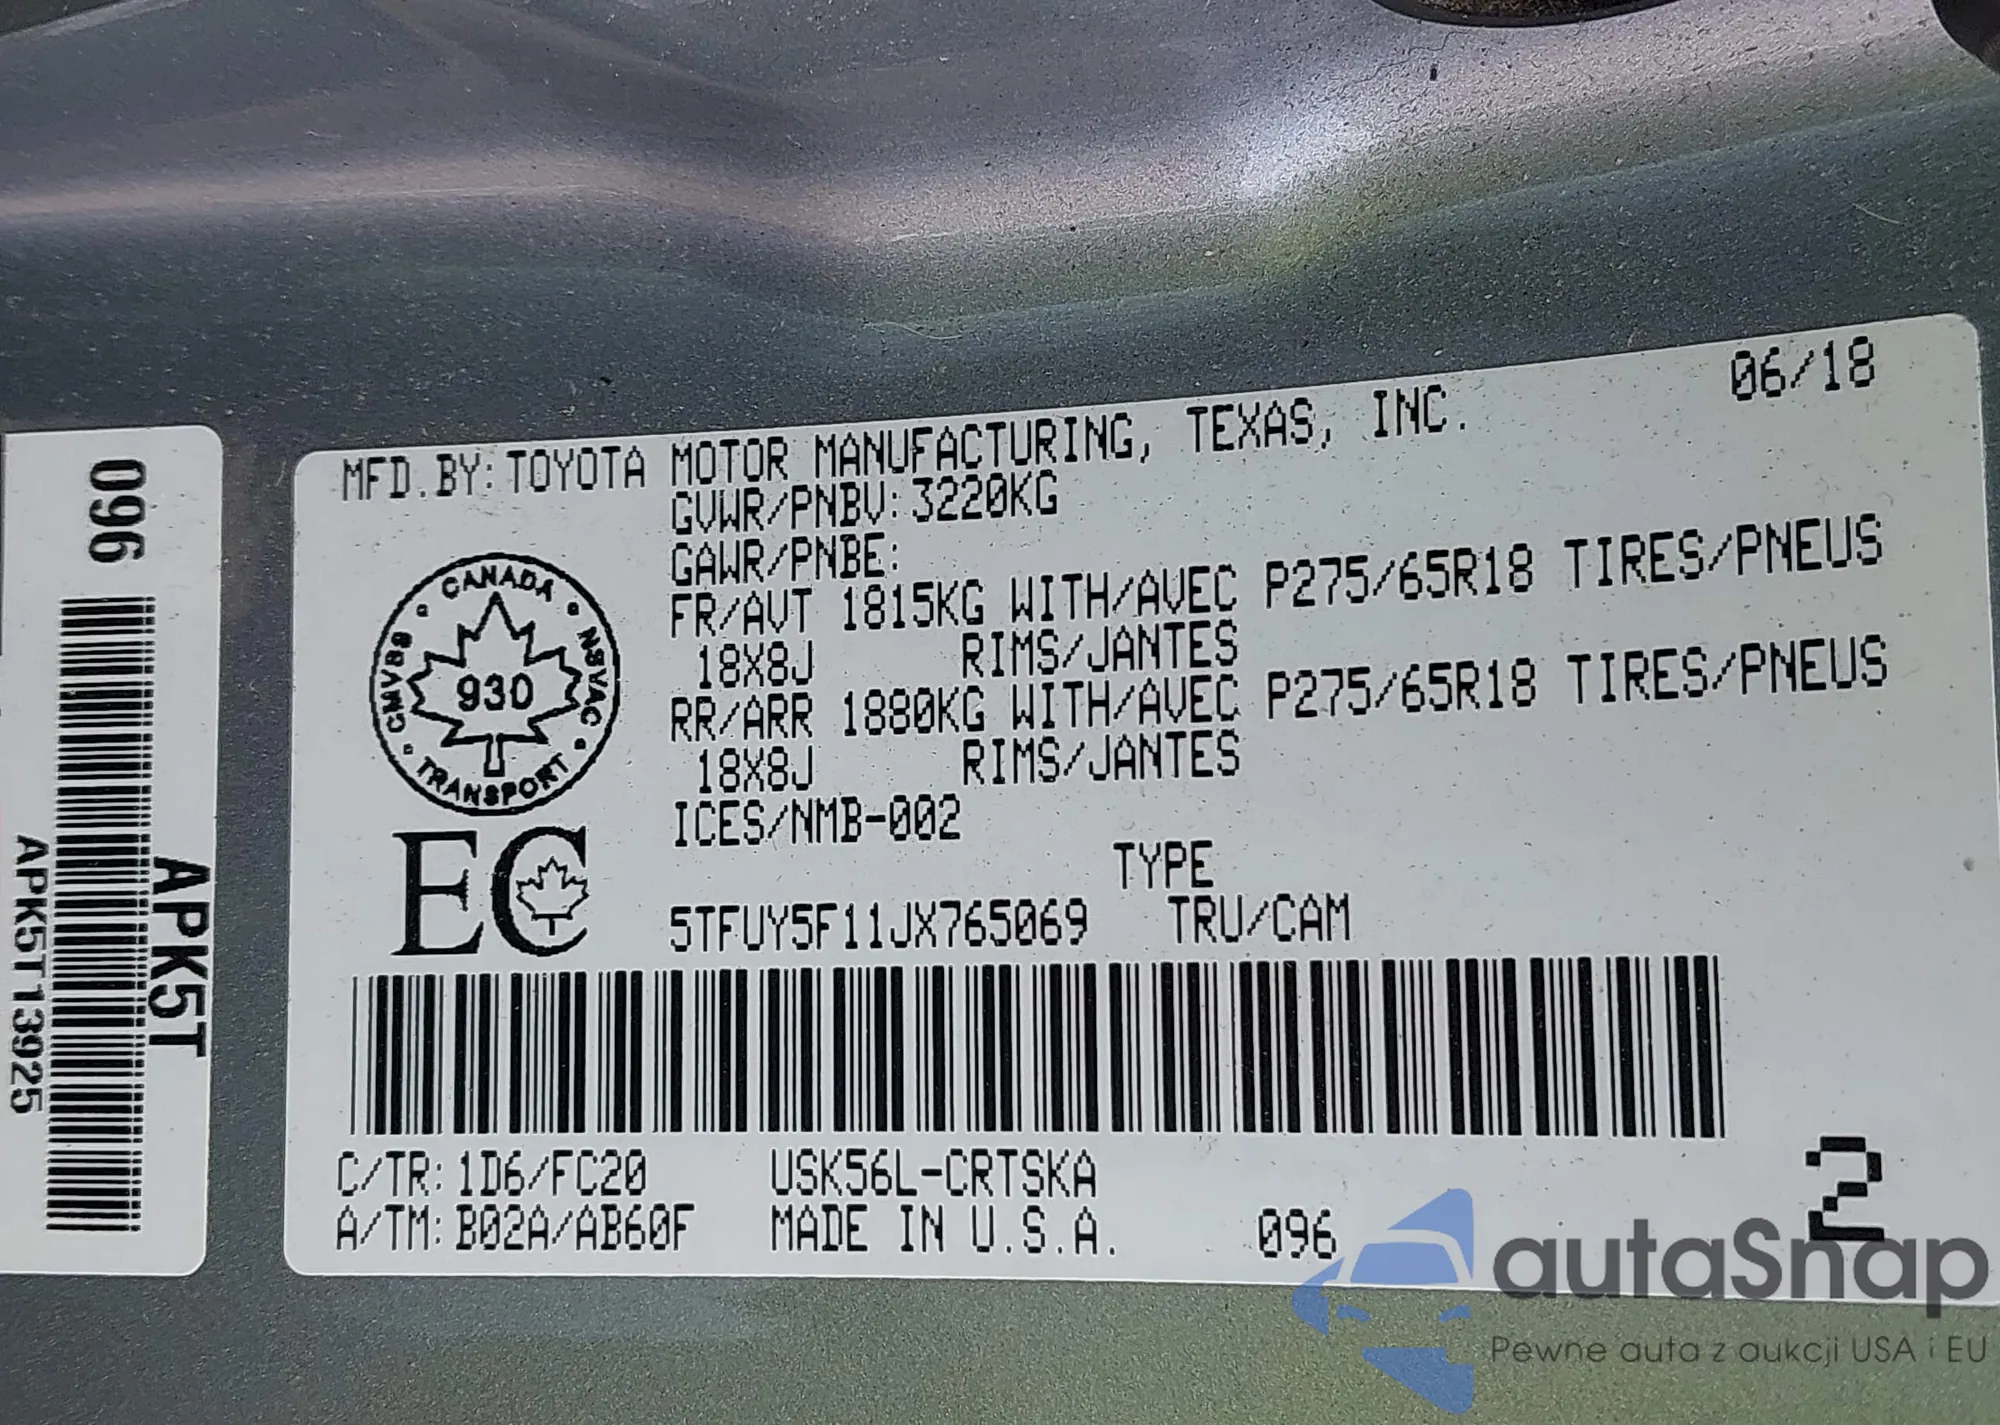 06/18
MFD.BY:TOYOTA MOTOR MANUFACTURING, TEXAS, INC.
GVWR/PNBV:3220KG
GAWR/PNBE:
FR/AVT 1815KG WITH/AVEC P275/65R18 TIRES/PNEUS
18X8J RIMS/JANTES
RR/ARR 1880KG WITH/AVEC P275/65R18 TIRES/PNEUS
18X8J RIMS/JANTES
ICES/NMB-002
CANADA
CMVSS
930
NSVAC
TRANSPORT
EC
TYPE
5TFUY5F11JX765069 TRU/CAM
C/TR:1D6/FC20 USK56L-CRTSKA
A/TM:B02A/AB60F MADE IN U.S.A. 096
2
096
APK5T
APK5T13925
autaSnap
Pewne auta z aukcji USA i EU